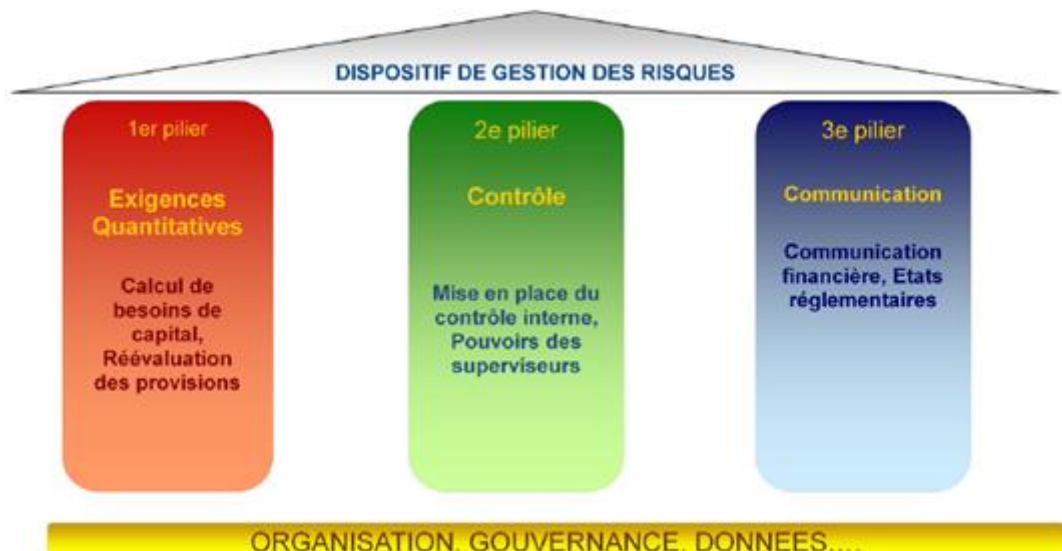 DISPOSITIF DE GESTION DES RISQUES
1er pilier
Exigences
Quantitatives
Calcul de
besoins de
capital,
Réévaluation
des provisions
2e pilier
Contrôle
Mise en place du
contrôle interne,
Pouvoirs des
superviseurs
3e pilier
Communication
Communication
financière, Etats
réglementaires
ORGANISATION, GOUVERNANCE, DONNEES....